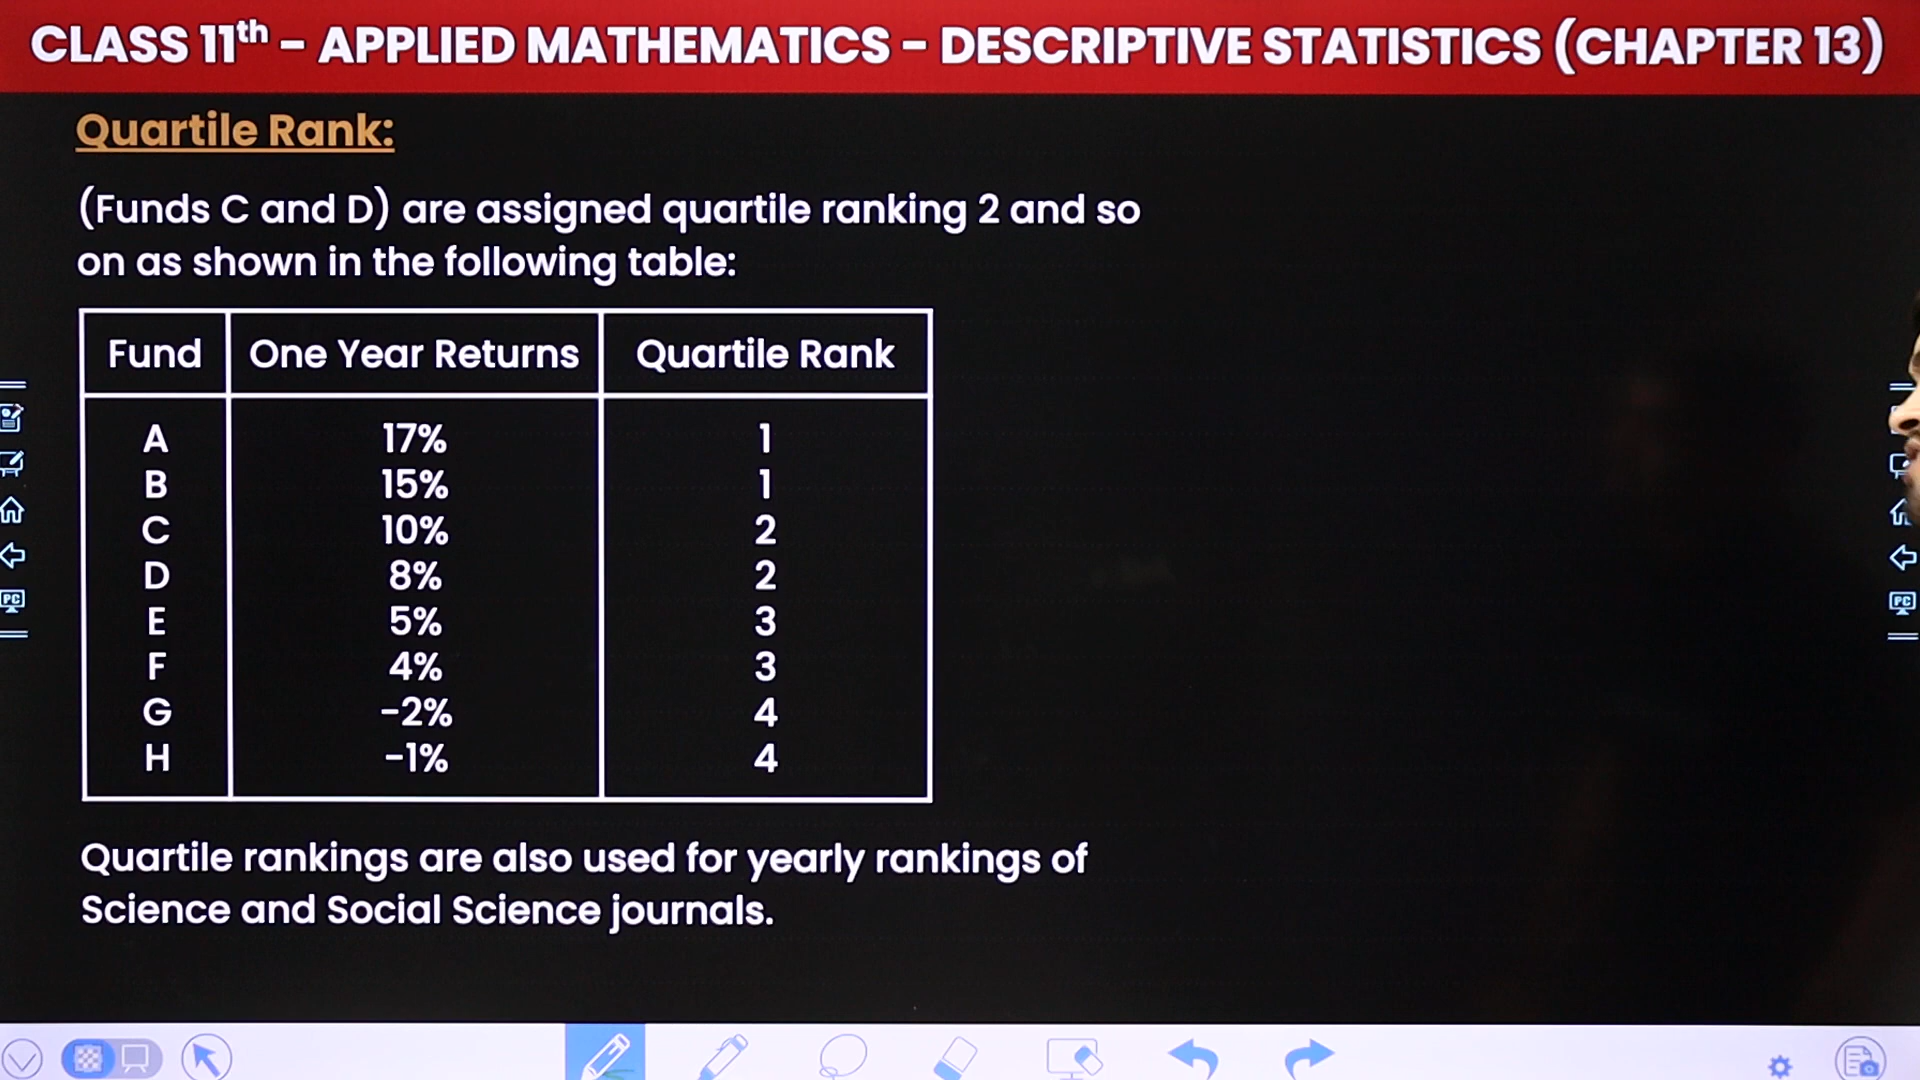 CLASS 11th – APPLIED MATHEMATICS – DESCRIPTIVE STATISTICS (CHAPTER 13)
Quartile Rank:
(Funds C and D) are assigned quartile ranking 2 and so
on as shown in the following table:
Fund One Year Returns Quartile Rank
A 17% 1
B 15% 1
C 10% 2
D 8% 2
E 5% 3
F 4% 3
G -2% 4
H -1% 4
Quartile rankings are also used for yearly rankings of
Science and Social Science journals.
PC
PC